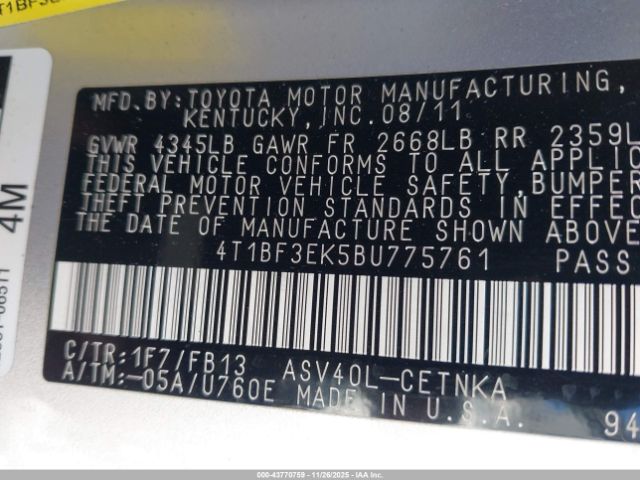 MFD.BY:TOYOTA MOTOR MANUFACTURING,
KENTUCKY,INC.08/11
GVWR 4345LB GAWR FR 2668LB RR 2359L
THIS VEHICLE CONFORMS TO ALL APPLIC
FEDERAL MOTOR VEHICLE SAFETY,BUMPER
THEFT PREVENTION STANDARDS IN EFFEC
THE DATE OF MANUFACTURE SHOWN ABOVE
4T1BF3EK5BU775761 PASS
C/TR:1F7/FB13 ASV40L-CETNKA
A/TM:-05A/U760E MADE IN U.S.A. 94
4M
000-43770759 - 11/26/2025 - IAAI.COM